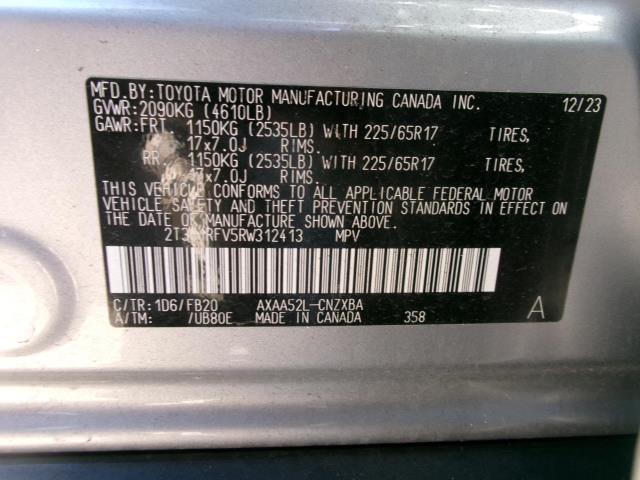 MFD.BY:TOYOTA MOTOR MANUFACTURING CANADA INC. 12/23
GVWR:2090KG (4610LB)
GAWR:FRT. 1150KG (2535LB) WITH 225/65R17 TIRES,
17x7.0J RIMS.
RR. 1150KG (2535LB) WITH 225/65R17 TIRES,
17x7.0J RIMS.
THIS VEHICLE CONFORMS TO ALL APPLICABLE FEDERAL MOTOR
VEHICLE SAFETY AND THEFT PREVENTION STANDARDS IN EFFECT ON
THE DATE OF MANUFACTURE SHOWN ABOVE.
MPV
C/TR:1D6/FB20 AXAA52L-CNZXBA
A/TM: /UB80E MADE IN CANADA 358 A